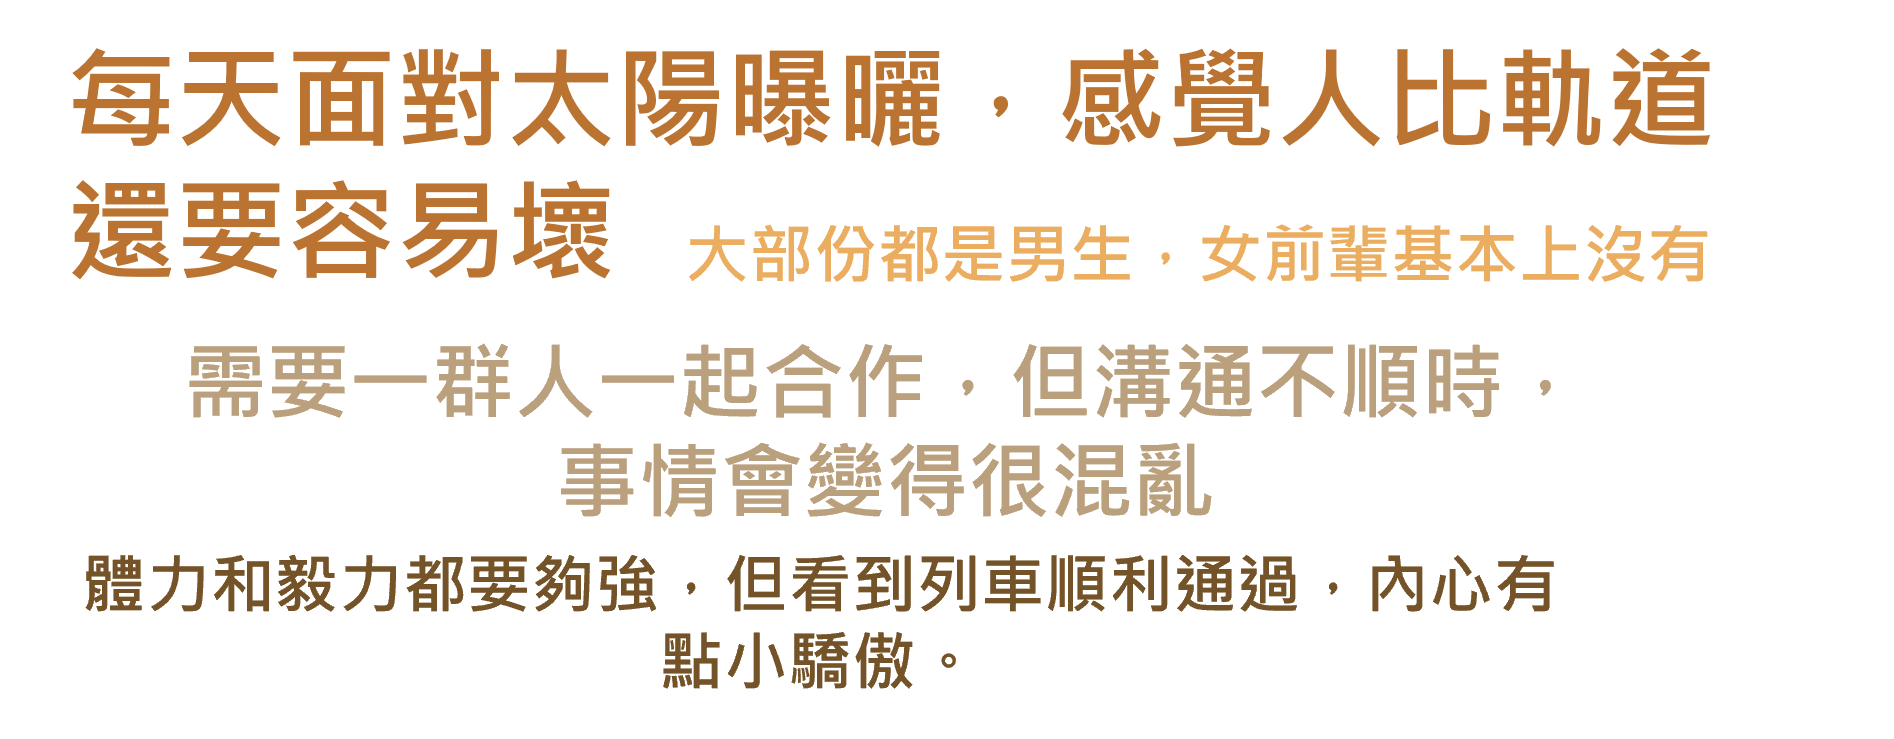 每天面對太陽曝曬，感覺人比軌道
還要容易壞
大部份都是男生，女前輩基本上沒有
需要一群人一起合作，但溝通不順時，
事情會變得很混亂
體力和毅力都要夠強，但看到列車順利通過，內心有
點小驕傲。